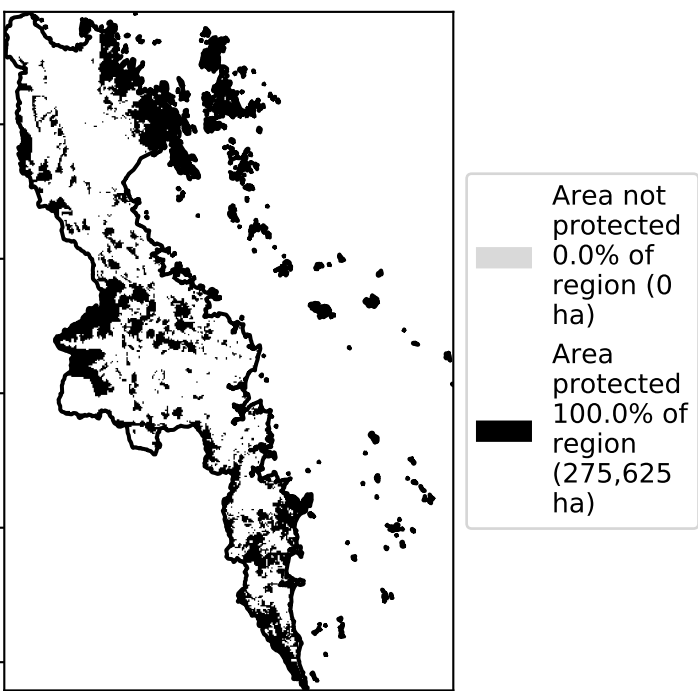 Area not
protected
0.0% of
region (0
ha)
Area
protected
100.0% of
region
(275,625
ha)